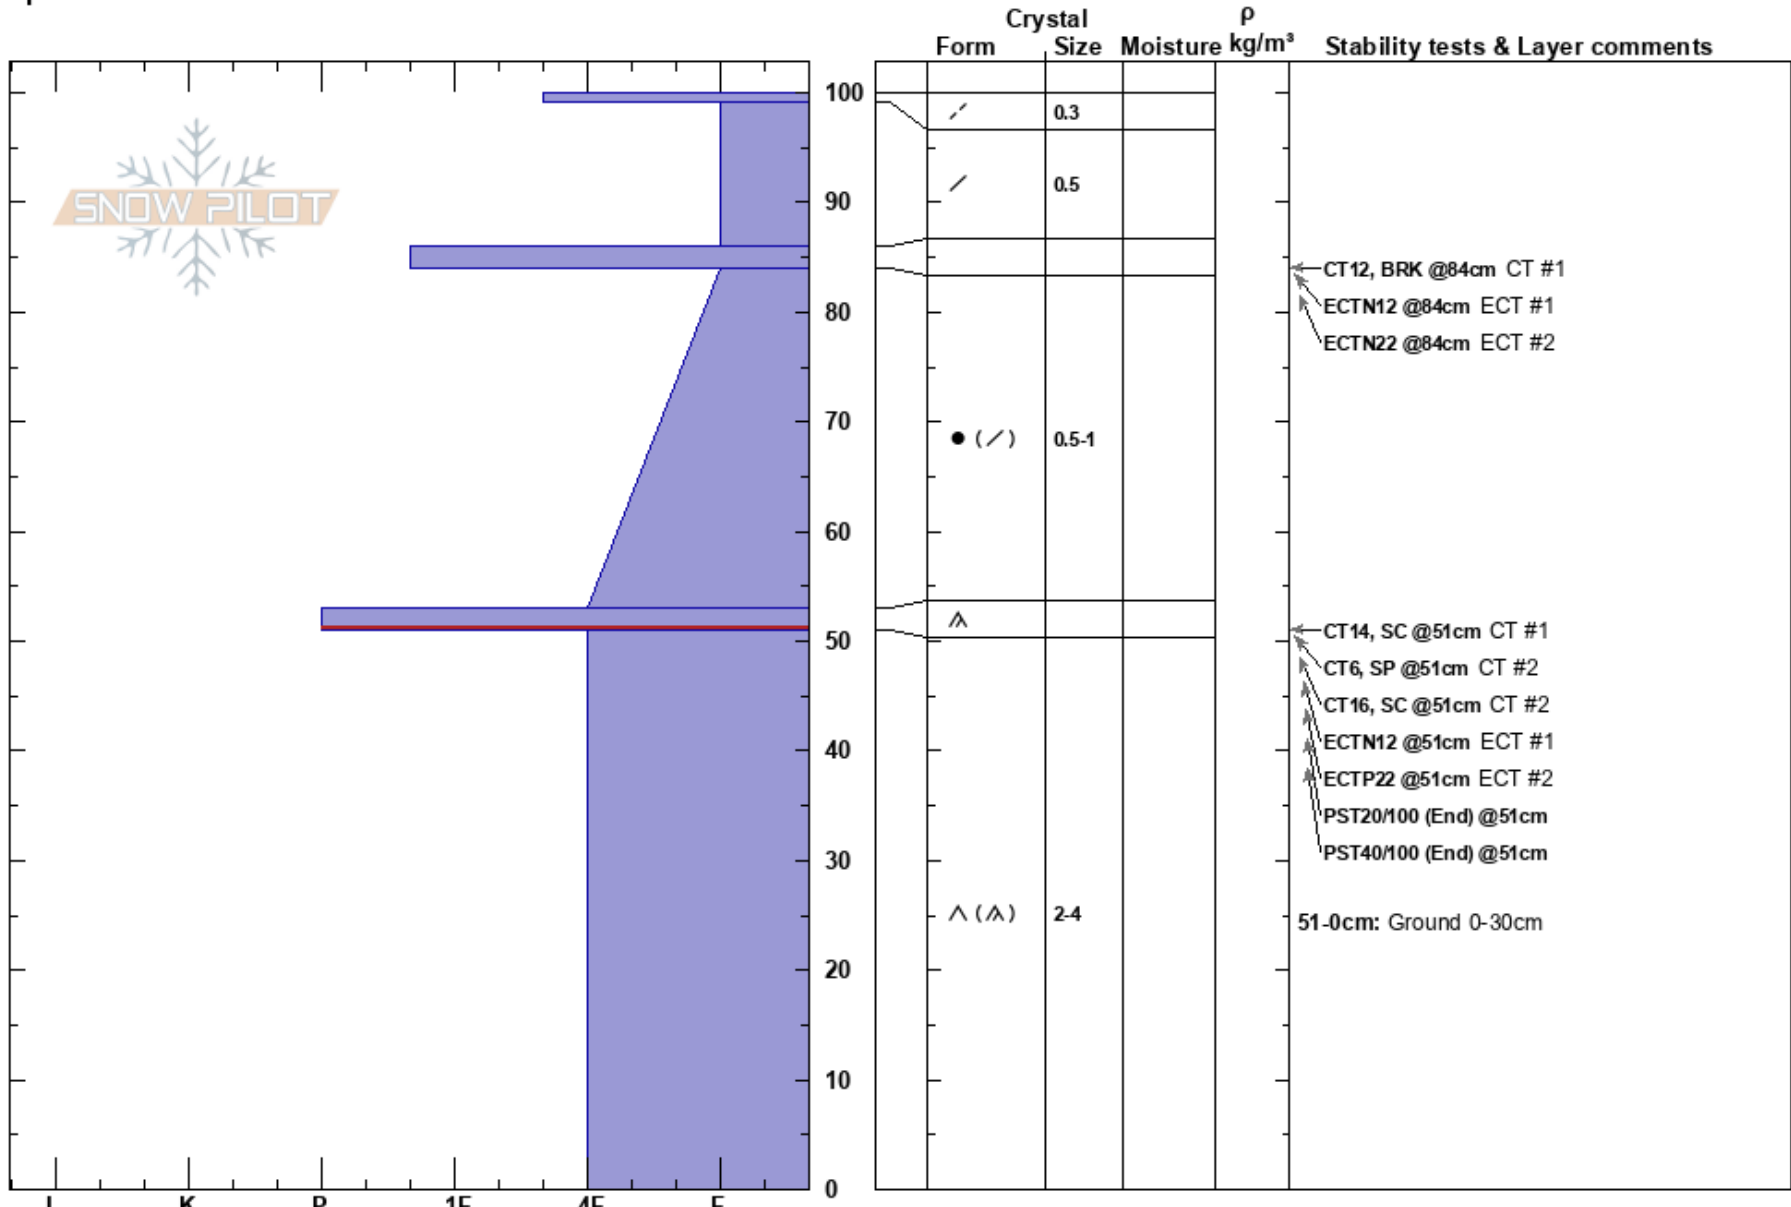 Crystal ρ
Form Size Moisture kg/m³ Stability tests & Layer comments
SNOW PILOT
100
0.3
0.5
90
CT12, BRK @84cm CT #1
ECTN12 @84cm ECT #1
80
ECTN22 @84cm ECT #2
70
( ) 0.5-1
60
50
CT14, SC @51cm CT #1
CT6, SP @51cm CT #2
CT16, SC @51cm CT #2
40
ECTN12 @51cm ECT #1
ECTP22 @51cm ECT #2
PST20/100 (End) @51cm
30
PST40/100 (End) @51cm
( ) 2-4
51-0cm: Ground 0-30cm
20
10
0
I K P 1F 4F F